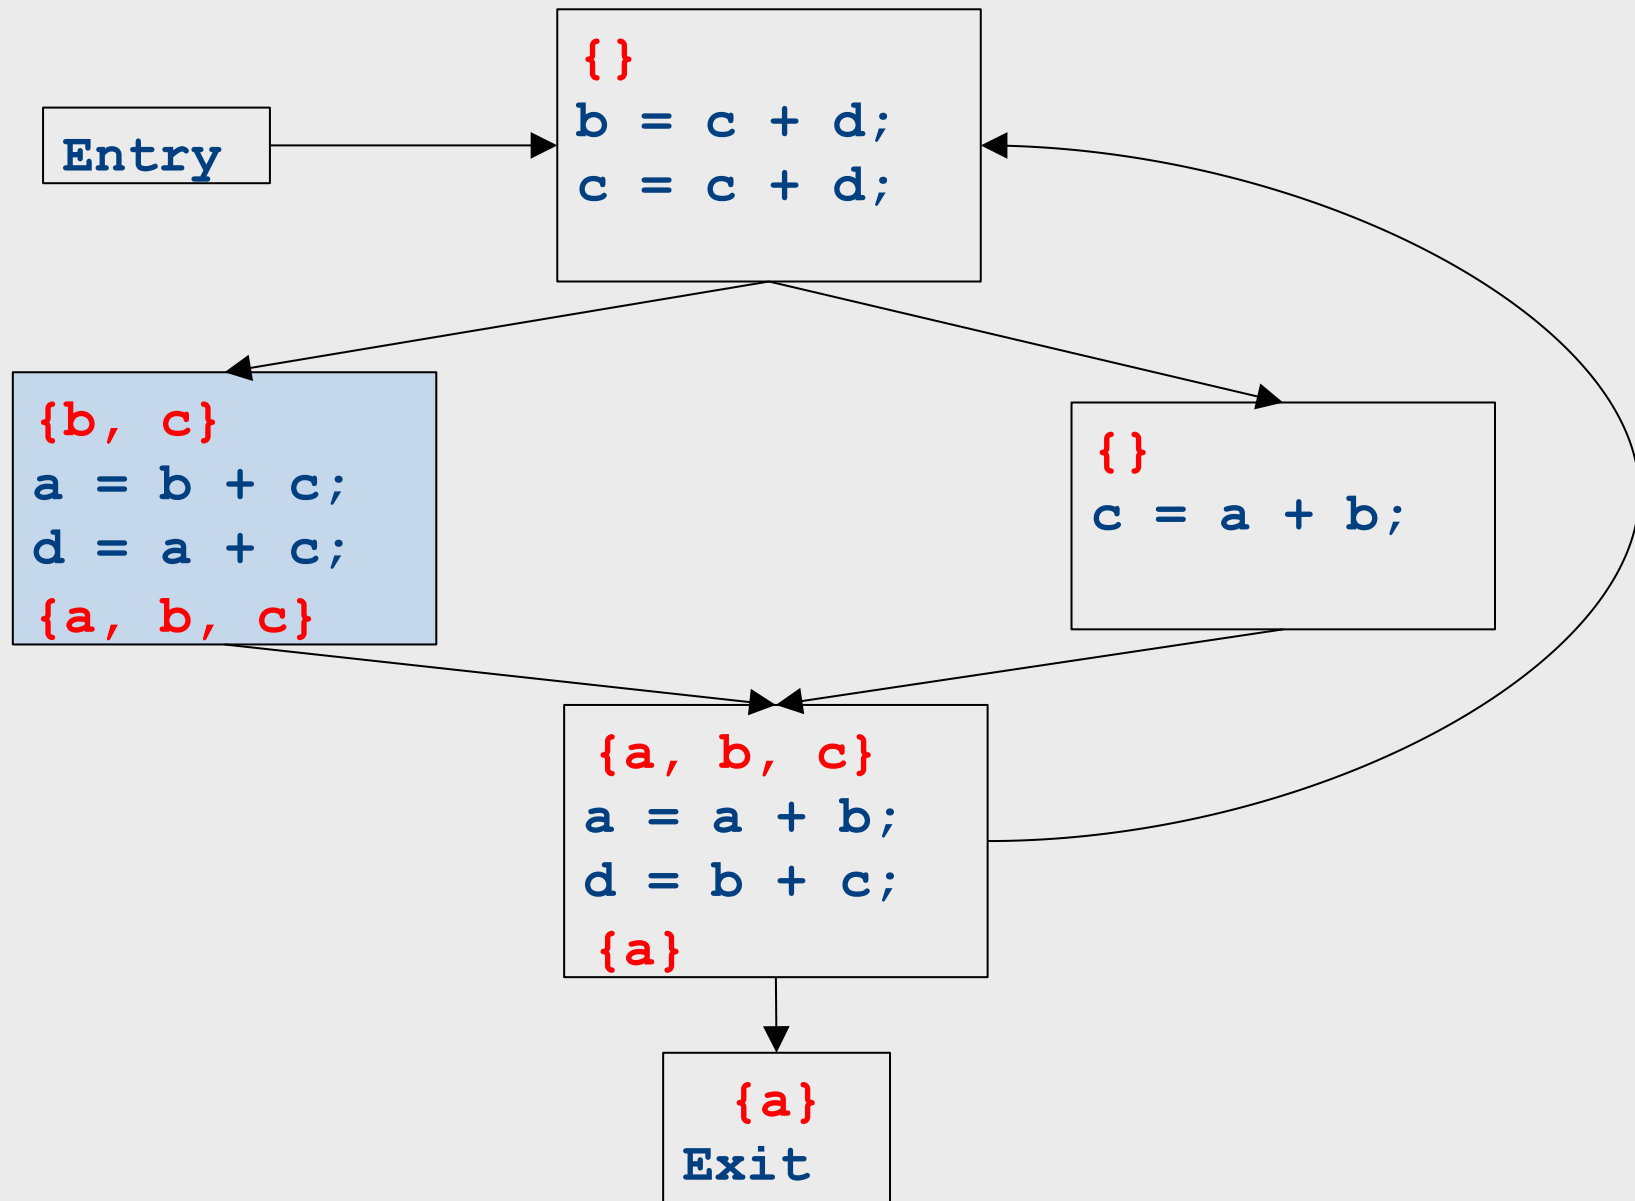 {}
b = c + d;
c = c + d;
Entry
{b, c}
a = b + c;
d = a + c;
{a, b, c}
{}
c = a + b;
{a, b, c}
a = a + b;
d = b + c;
{a}
{a}
Exit